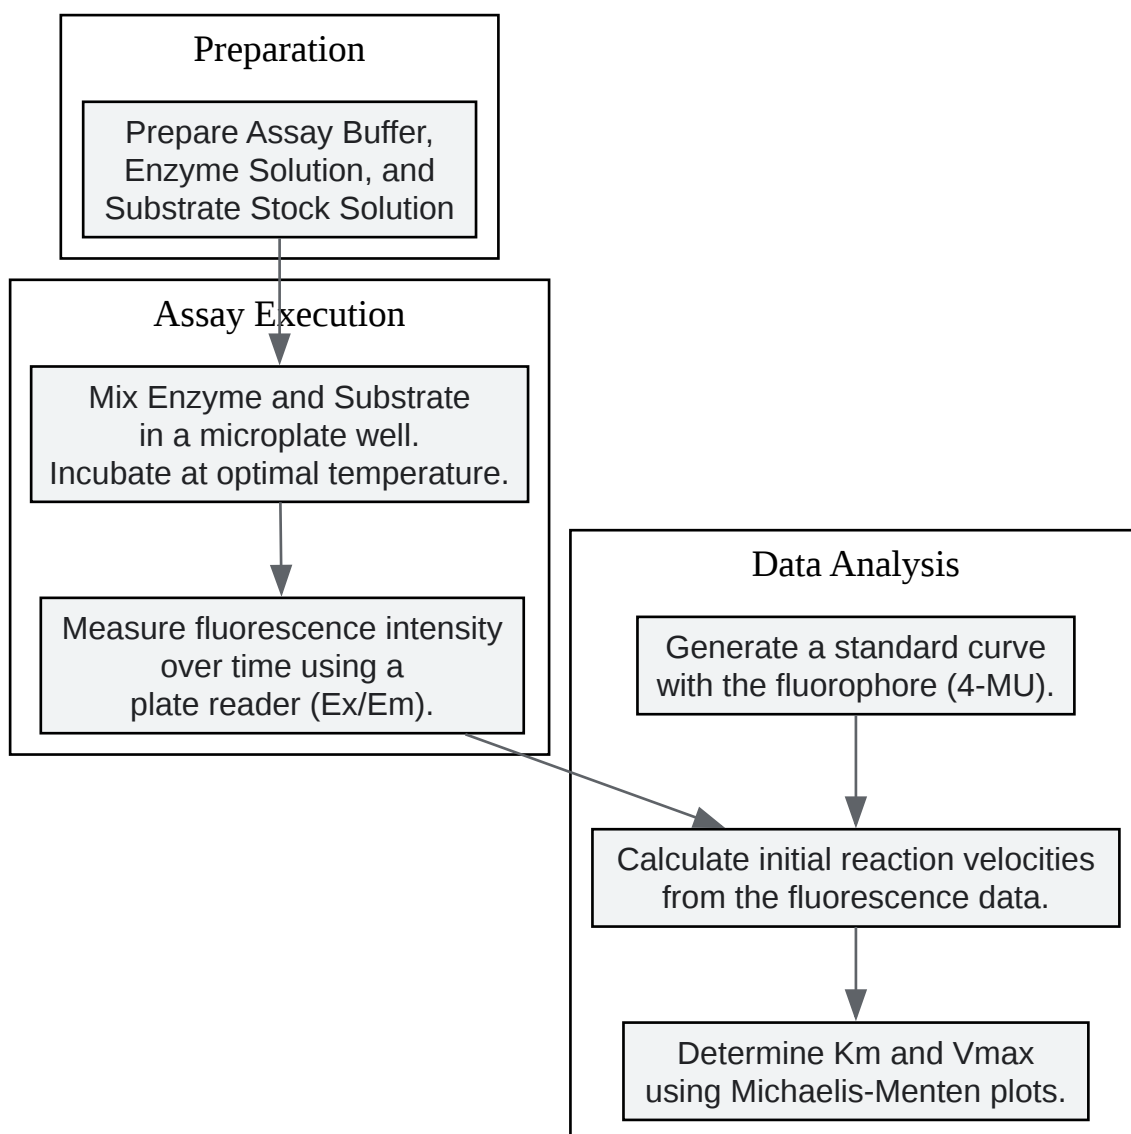 Preparation
Prepare Assay Buffer,
Enzyme Solution, and
Substrate Stock Solution
Assay Execution
Mix Enzyme and Substrate
in a microplate well.
Incubate at optimal temperature.
Measure fluorescence intensity
over time using a
plate reader (Ex/Em).
Data Analysis
Generate a standard curve
with the fluorophore (4-MU).
Calculate initial reaction velocities
from the fluorescence data.
Determine Km and Vmax
using Michaelis-Menten plots.